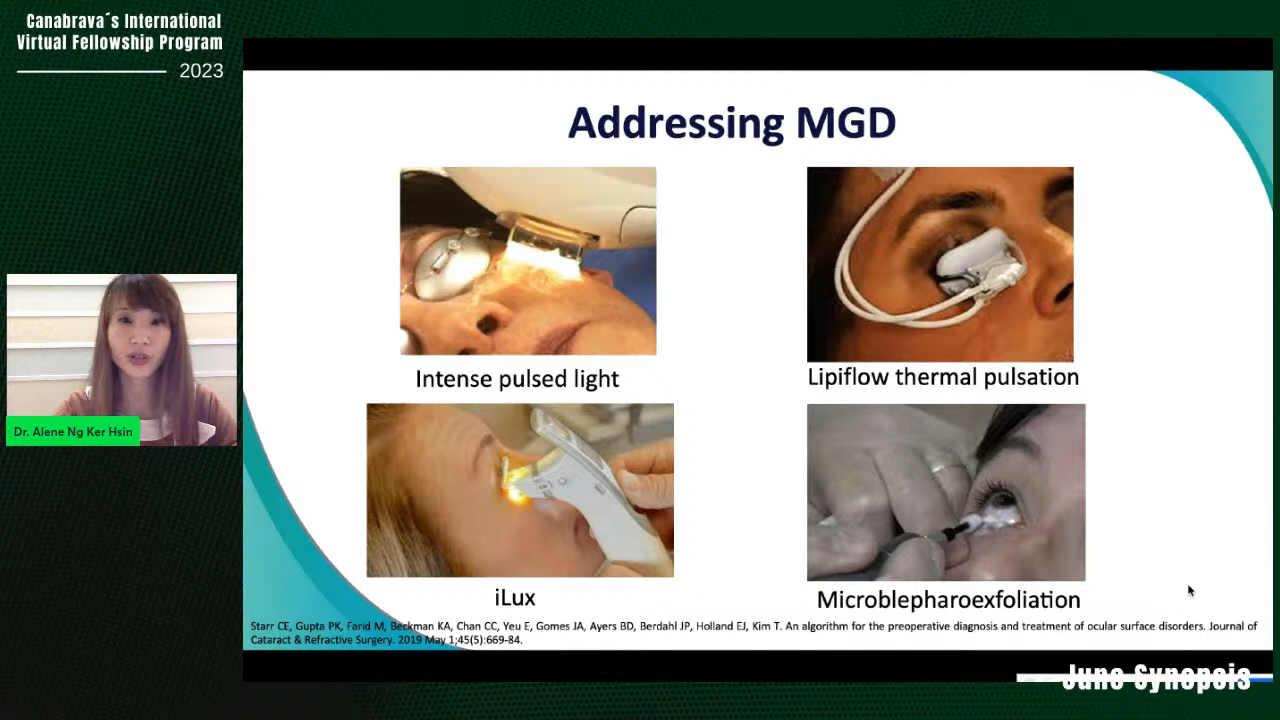 Canabrava´s International
Virtual Fellowship Program
2023
Addressing MGD
Intense pulsed light
Lipiflow thermal pulsation
Dr. Alene Ng Ker Hsin
iLux
Microblepharoexfoliation
Starr CE, Gupta PK, Farid M, Beckman KA, Chan CC, Yeu E, Gomes JA, Ayers BD, Berdahl JP, Holland EJ, Kim T. An algorithm for the preoperative diagnosis and treatment of ocular surface disorders. Journal of
Cataract & Refractive Surgery. 2019 May 1;45(5):669-84.
June Synopsis